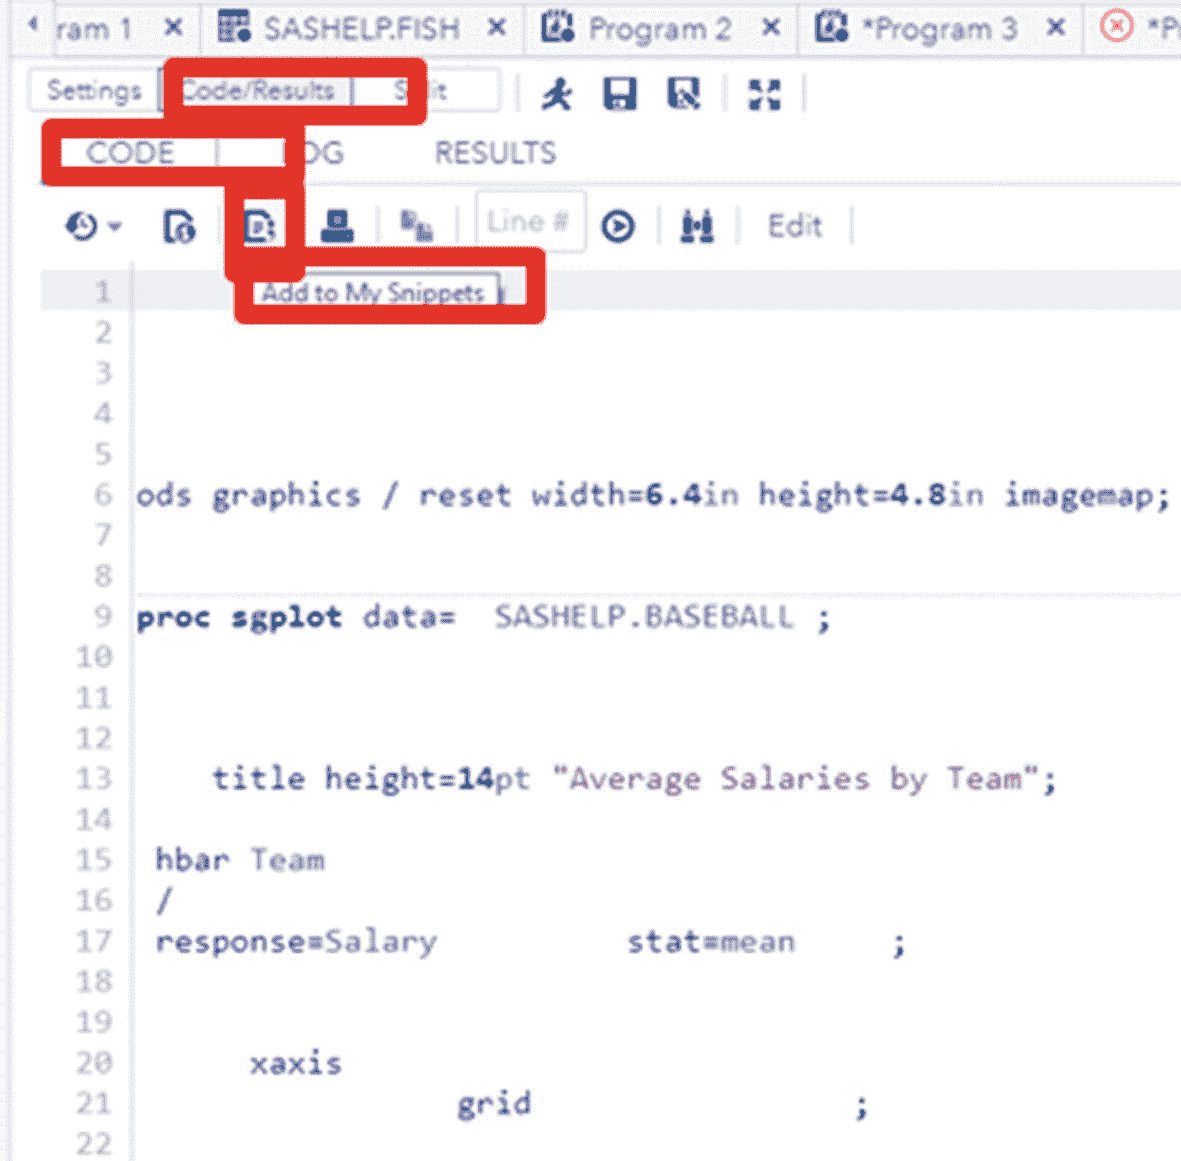 ram 1 SASHELP.FISH Program 2 *Program 3
Settings Code/Results
CODE RESULTS
Line # Edit
Add to My Snippets
1
2
3
4
5
6 ods graphics / reset width=6.4in height=4.8in imagemap;
7
8
9 proc sgplot data= SASHELP.BASEBALL ;
10
11
12
13 title height=14pt "Average Salaries by Team";
14
15 hbar Team
16 /
17 response=Salary stat=mean ;
18
19
20 xaxis
21 grid ;
22